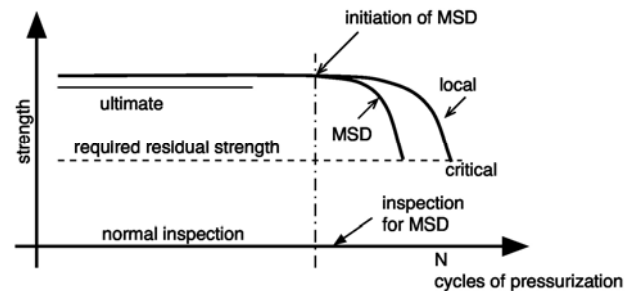 initiation of MSD
local
ultimate
MSD
strength
required residual strength
critical
inspection
for MSD
normal inspection
N
cycles of pressurization